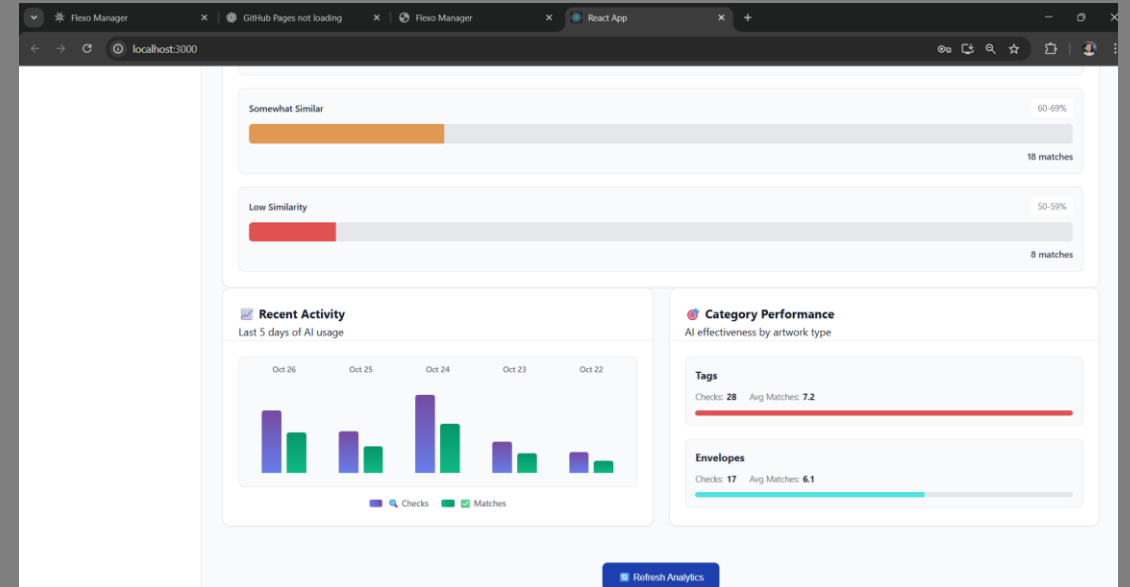 Flexo Manager
GitHub Pages not loading
Flexo Manager
React App
localhost:3000
Somewhat Similar
60-69%
18 matches
Low Similarity
50-59%
8 matches
📈 Recent Activity
Last 5 days of AI usage
Oct 26 Oct 25 Oct 24 Oct 23 Oct 22
🔍 Checks ✅ Matches
🎯 Category Performance
AI effectiveness by artwork type
Tags
Checks: 28 Avg Matches: 7.2
Envelopes
Checks: 17 Avg Matches: 6.1
🔄 Refresh Analytics